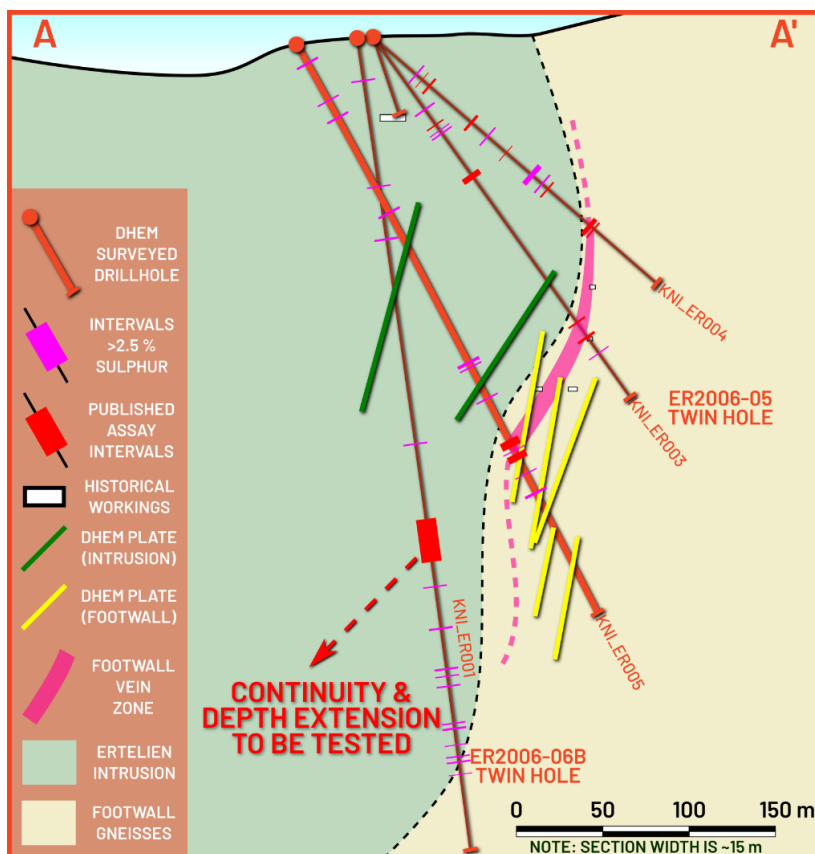 A
A'
DHEM
SURVEYED
DRILLHOLE
INTERVALS
>2.5 %
SULPHUR
PUBLISHED
ASSAY
INTERVALS
HISTORICAL
WORKINGS
DHEM PLATE
(INTRUSION)
DHEM PLATE
(FOOTWALL)
FOOTWALL
VEIN
ZONE
ERTELIEN
INTRUSION
FOOTWALL
GNEISSES
KNI_ER004
ER2006-05
TWIN HOLE
KNI_ER003
KNI_ER005
KNI_ER001
CONTINUITY &
DEPTH EXTENSION
TO BE TESTED
ER2006-06B
TWIN HOLE
0 50 100 150 m
NOTE: SECTION WIDTH IS ~15 m